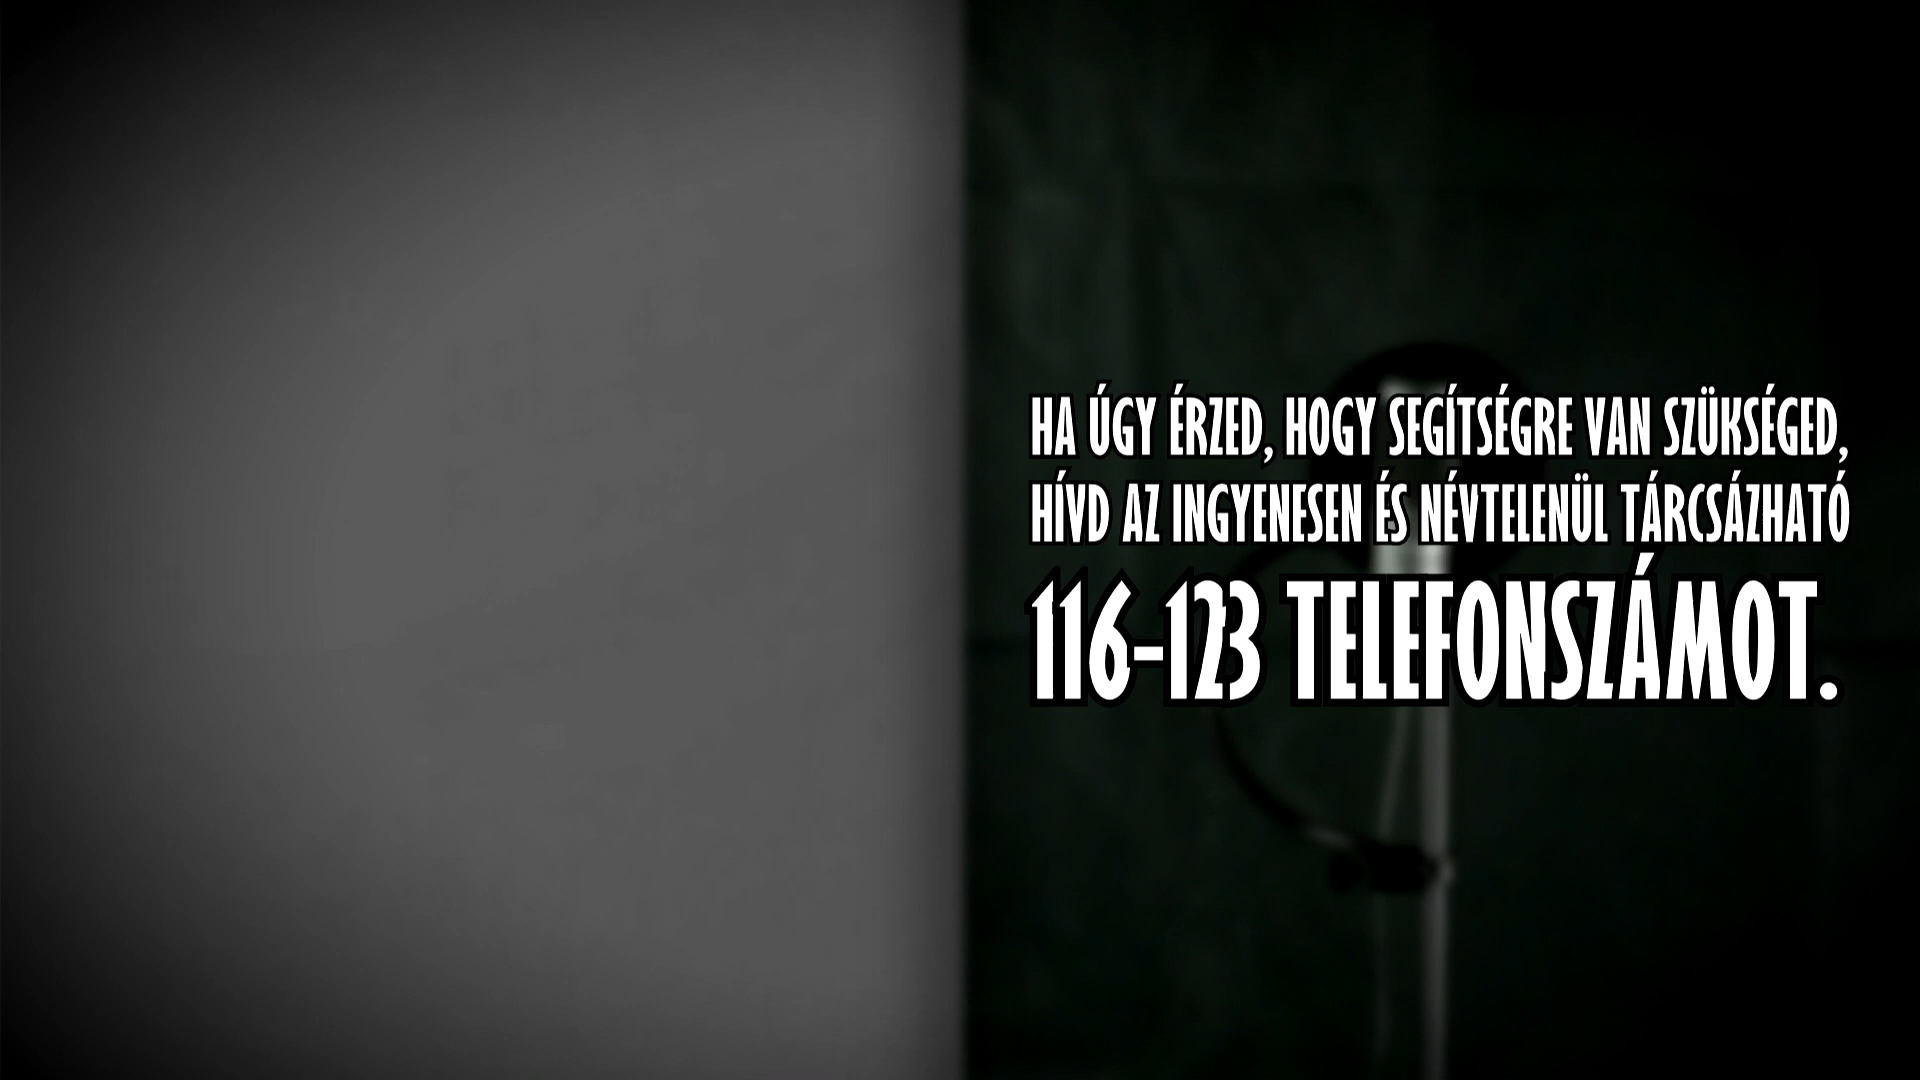 HA ÚGY ÉRZED, HOGY SEGÍTSÉGRE VAN SZÜKSÉGED,
HÍVD AZ INGYENESEN ÉS NÉVTELENÜL TÁRCSÁZHATÓ
116-123 TELEFONSZÁMOT.